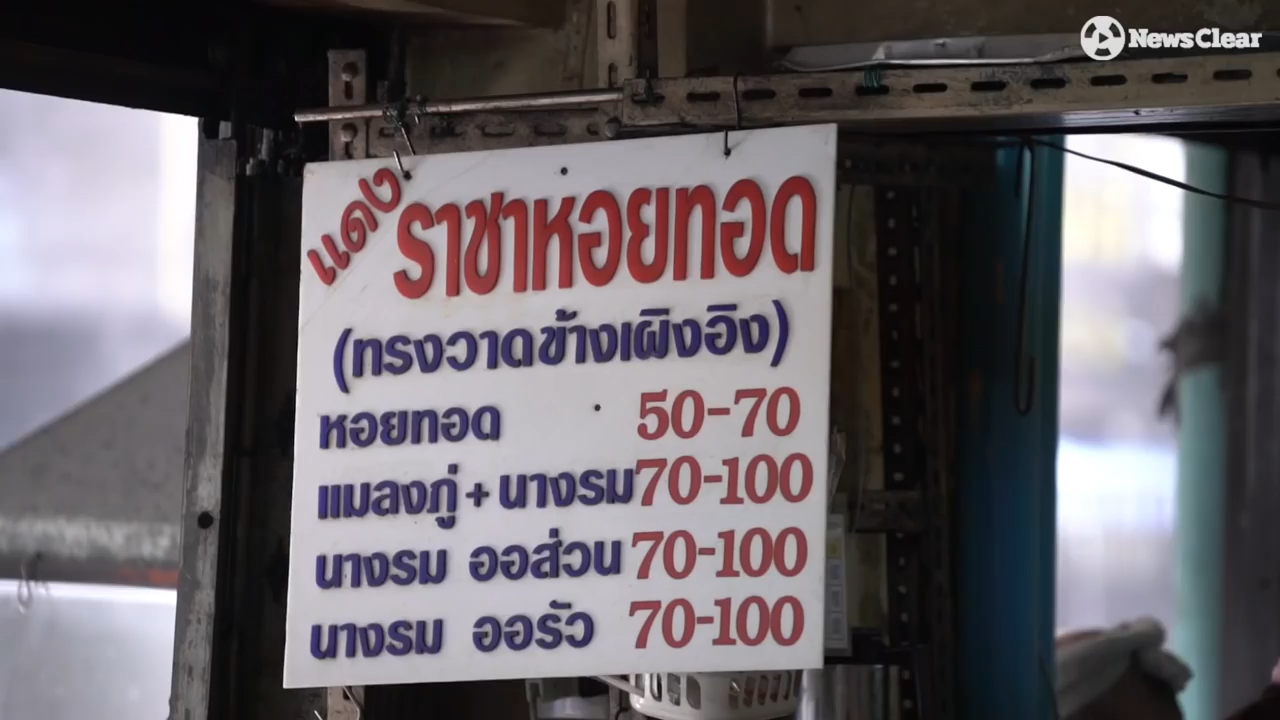 NewsClear
แดง ราชาหอยทอด
(ทรงวาดข้างเผิงอิง)
หอยทอด 50-70
แมลงภู่ + นางรม 70-100
นางรม ออส่วน 70-100
นางรม ออรัว 70-100